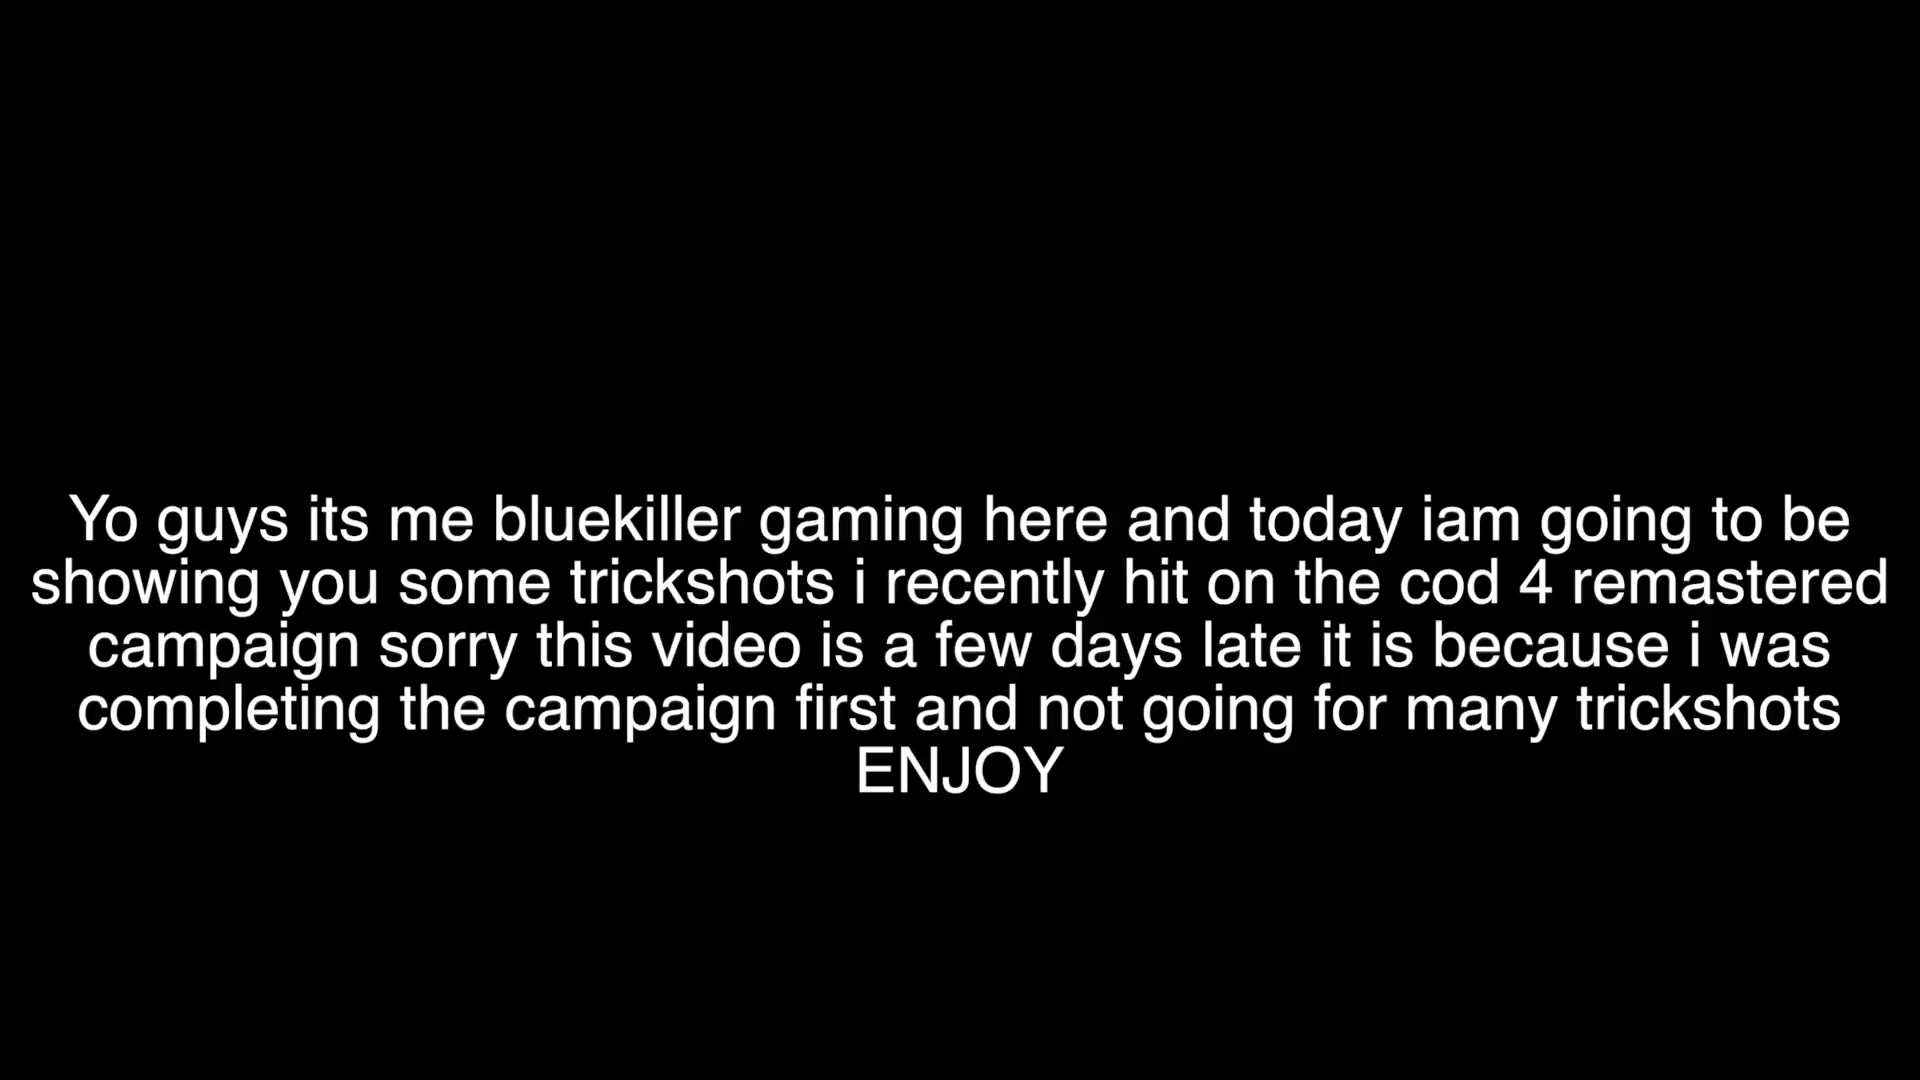 Yo guys its me bluekiller gaming here and today iam going to be
showing you some trickshots i recently hit on the cod 4 remastered
campaign sorry this video is a few days late it is because i was
completing the campaign first and not going for many trickshots
ENJOY